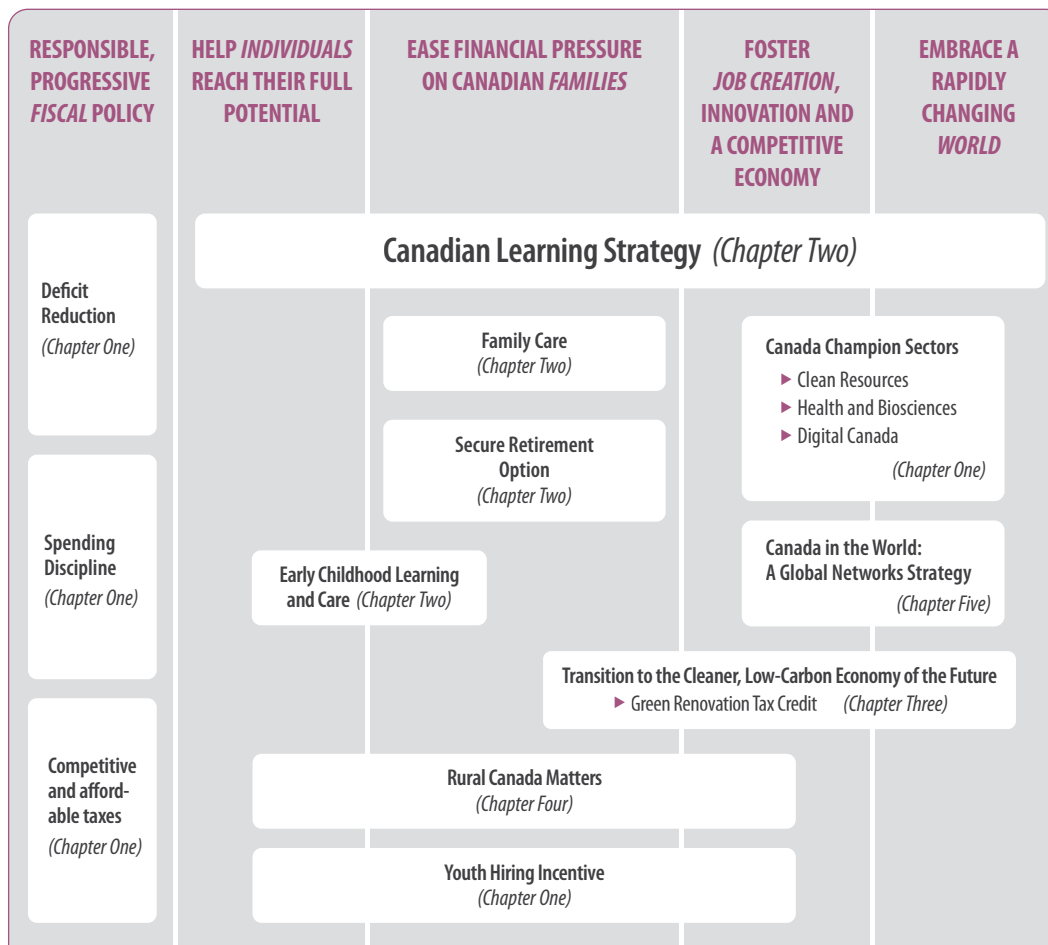 RESPONSIBLE,
PROGRESSIVE
FISCAL POLICY
HELP INDIVIDUALS
REACH THEIR FULL
POTENTIAL
EASE FINANCIAL PRESSURE
ON CANADIAN FAMILIES
FOSTER
JOB CREATION,
INNOVATION AND
A COMPETITIVE
ECONOMY
EMBRACE A
RAPIDLY
CHANGING
WORLD
Deficit
Reduction
(Chapter One)
Spending
Discipline
(Chapter One)
Competitive
and afford-
able taxes
(Chapter One)
Canadian Learning Strategy (Chapter Two)
Family Care
(Chapter Two)
Secure Retirement
Option
(Chapter Two)
Early Childhood Learning
and Care (Chapter Two)
Canada Champion Sectors
▶ Clean Resources
▶ Health and Biosciences
▶ Digital Canada
(Chapter One)
Canada in the World:
A Global Networks Strategy
(Chapter Five)
Transition to the Cleaner, Low-Carbon Economy of the Future
▶ Green Renovation Tax Credit (Chapter Three)
Rural Canada Matters
(Chapter Four)
Youth Hiring Incentive
(Chapter One)